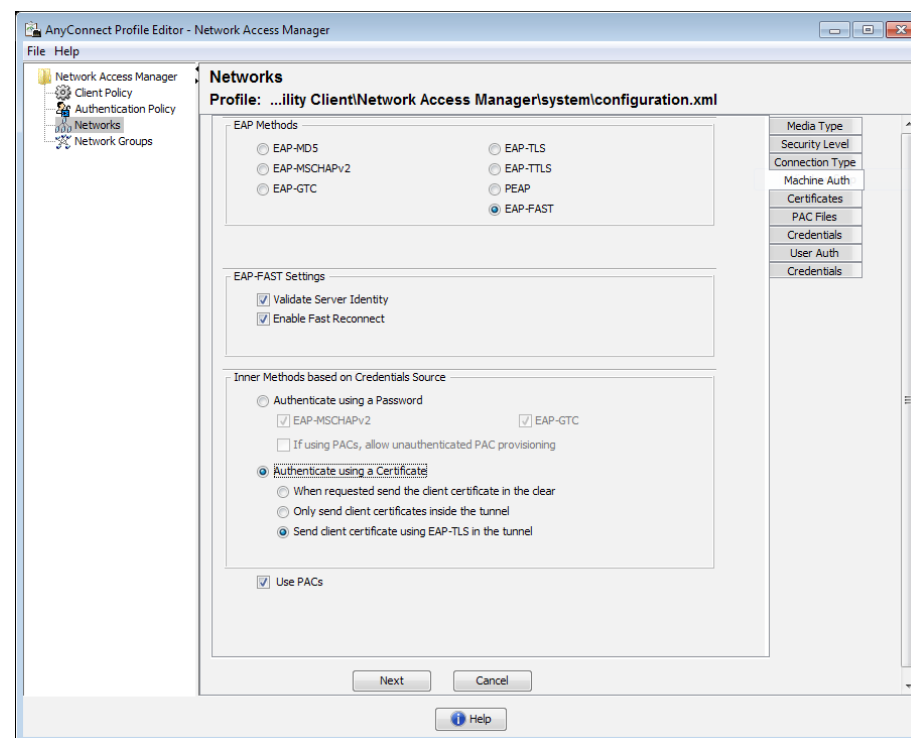 AnyConnect Profile Editor - Network Access Manager
File Help
Network Access Manager
Client Policy
Authentication Policy
Networks
Network Groups
Networks
Profile: ...ility Client\Network Access Manager\system\configuration.xml
EAP Methods
EAP-MD5 EAP-TLS
EAP-MSCHAPv2 EAP-TTLS
EAP-GTC PEAP
EAP-FAST
EAP-FAST Settings
Validate Server Identity
Enable Fast Reconnect
Inner Methods based on Credentials Source
Authenticate using a Password
EAP-MSCHAPv2 EAP-GTC
If using PACs, allow unauthenticated PAC provisioning
Authenticate using a Certificate
When requested send the client certificate in the clear
Only send client certificates inside the tunnel
Send client certificate using EAP-TLS in the tunnel
Use PACs
Media Type
Security Level
Connection Type
Machine Auth
Certificates
PAC Files
Credentials
User Auth
Credentials
Next Cancel
Help